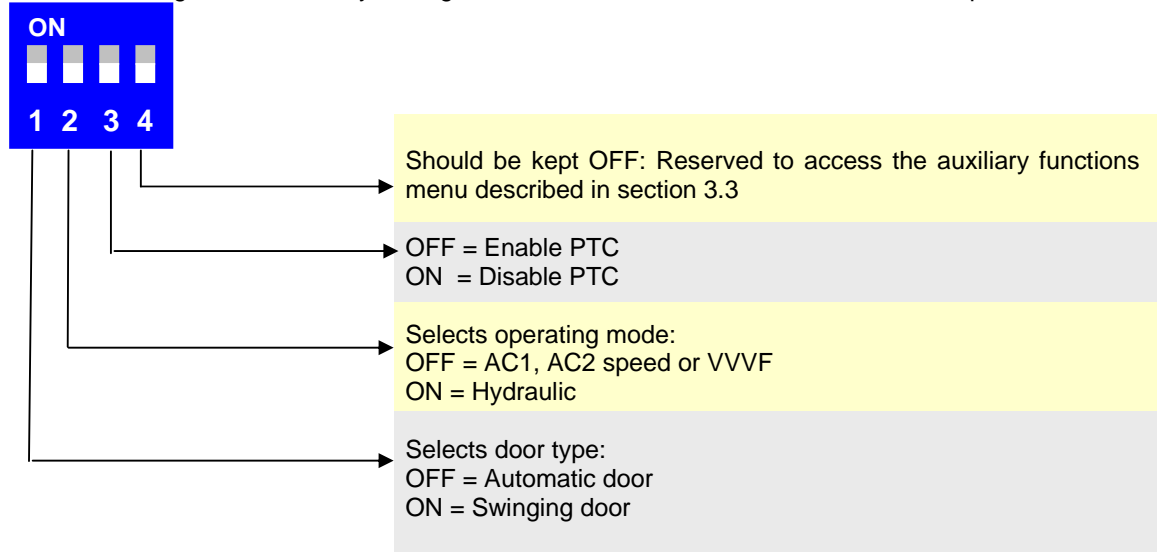 ON
1 2 3 4
Should be kept OFF: Reserved to access the auxiliary functions
menu described in section 3.3
OFF = Enable PTC
ON = Disable PTC
Selects operating mode:
OFF = AC1, AC2 speed or VVVF
ON = Hydraulic
Selects door type:
OFF = Automatic door
ON = Swinging door